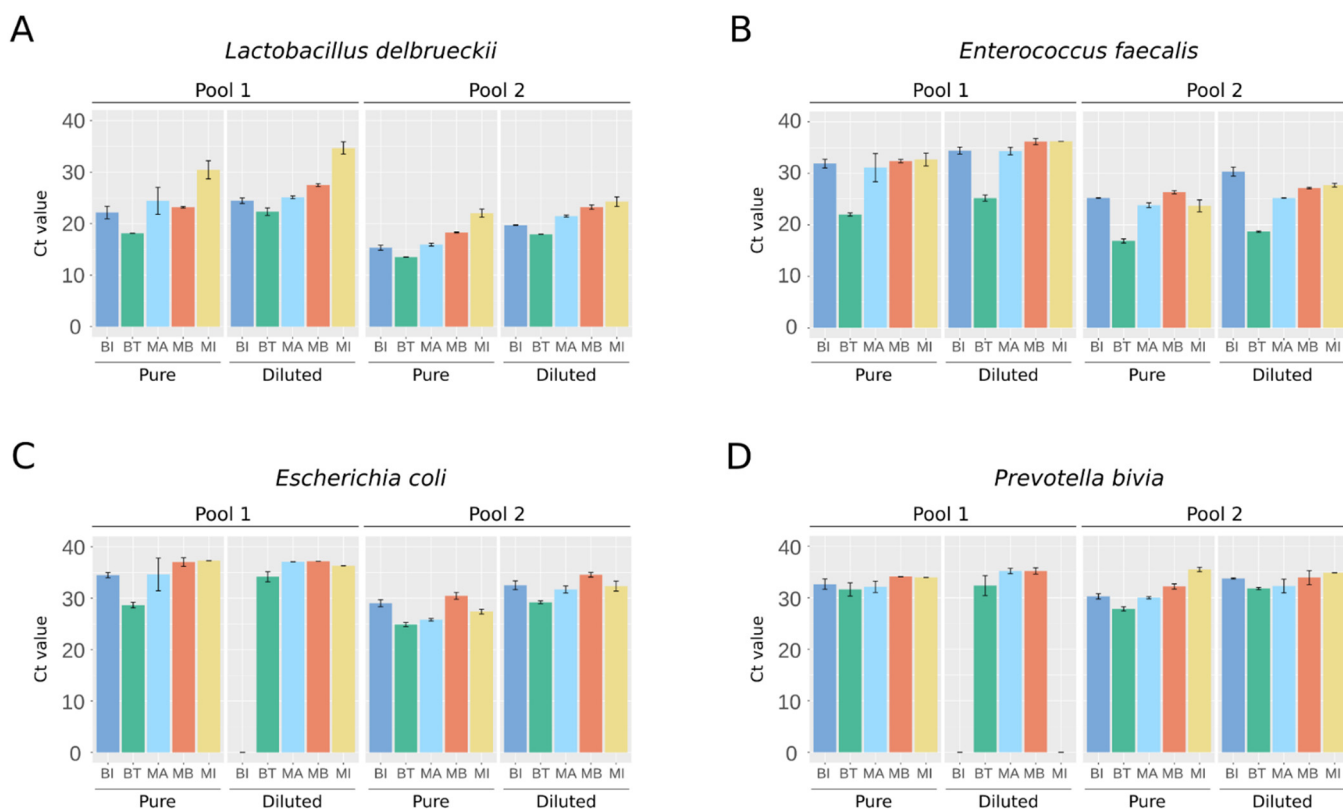 A
Lactobacillus delbrueckii
Pool 1 Pool 2
Ct value
40
30
20
10
0
BI BT MA MB MI BI BT MA MB MI BI BT MA MB MI BI BT MA MB MI
Pure Diluted Pure Diluted
B
Enterococcus faecalis
Pool 1 Pool 2
Ct value
40
30
20
10
0
BI BT MA MB MI BI BT MA MB MI BI BT MA MB MI BI BT MA MB MI
Pure Diluted Pure Diluted
C
Escherichia coli
Pool 1 Pool 2
Ct value
40
30
20
10
0
BI BT MA MB MI BI BT MA MB MI BI BT MA MB MI BI BT MA MB MI
Pure Diluted Pure Diluted
D
Prevotella bivia
Pool 1 Pool 2
Ct value
40
30
20
10
0
BI BT MA MB MI BI BT MA MB MI BI BT MA MB MI BI BT MA MB MI
Pure Diluted Pure Diluted